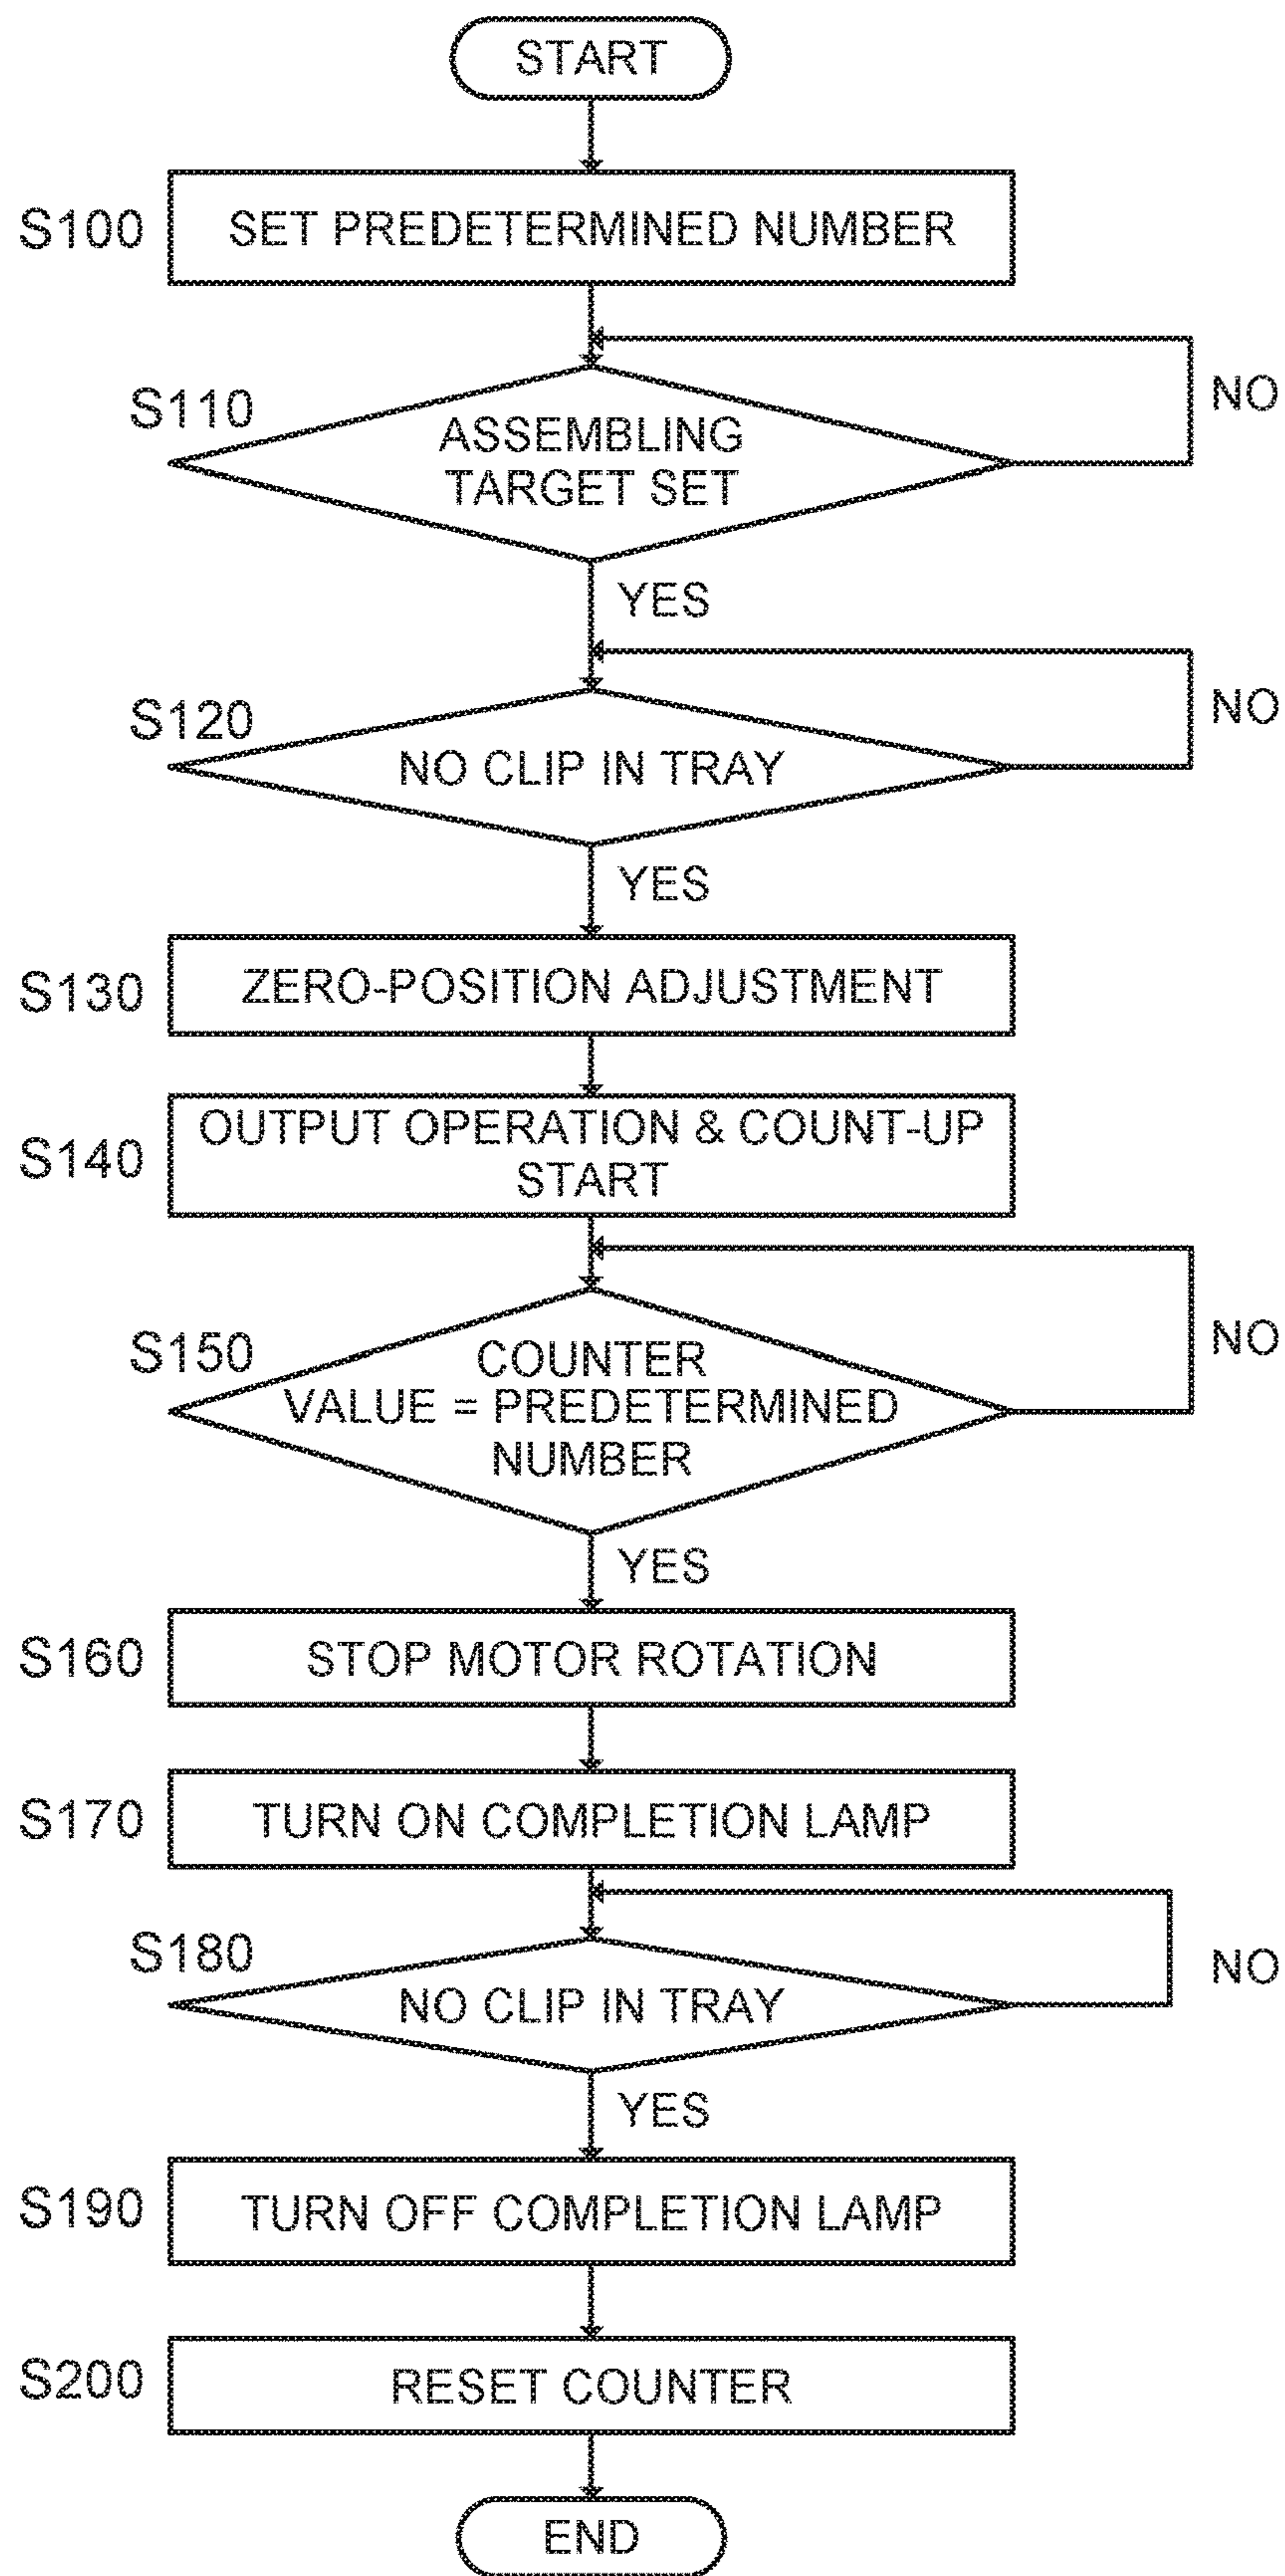 START
S100
SET PREDETERMINED NUMBER
S110
ASSEMBLING
TARGET SET
NO
YES
S120
NO CLIP IN TRAY
NO
YES
S130
ZERO-POSITION ADJUSTMENT
S140
OUTPUT OPERATION & COUNT-UP
START
S150
COUNTER
VALUE = PREDETERMINED
NUMBER
NO
YES
S160
STOP MOTOR ROTATION
S170
TURN ON COMPLETION LAMP
S180
NO CLIP IN TRAY
NO
YES
S190
TURN OFF COMPLETION LAMP
S200
RESET COUNTER
END